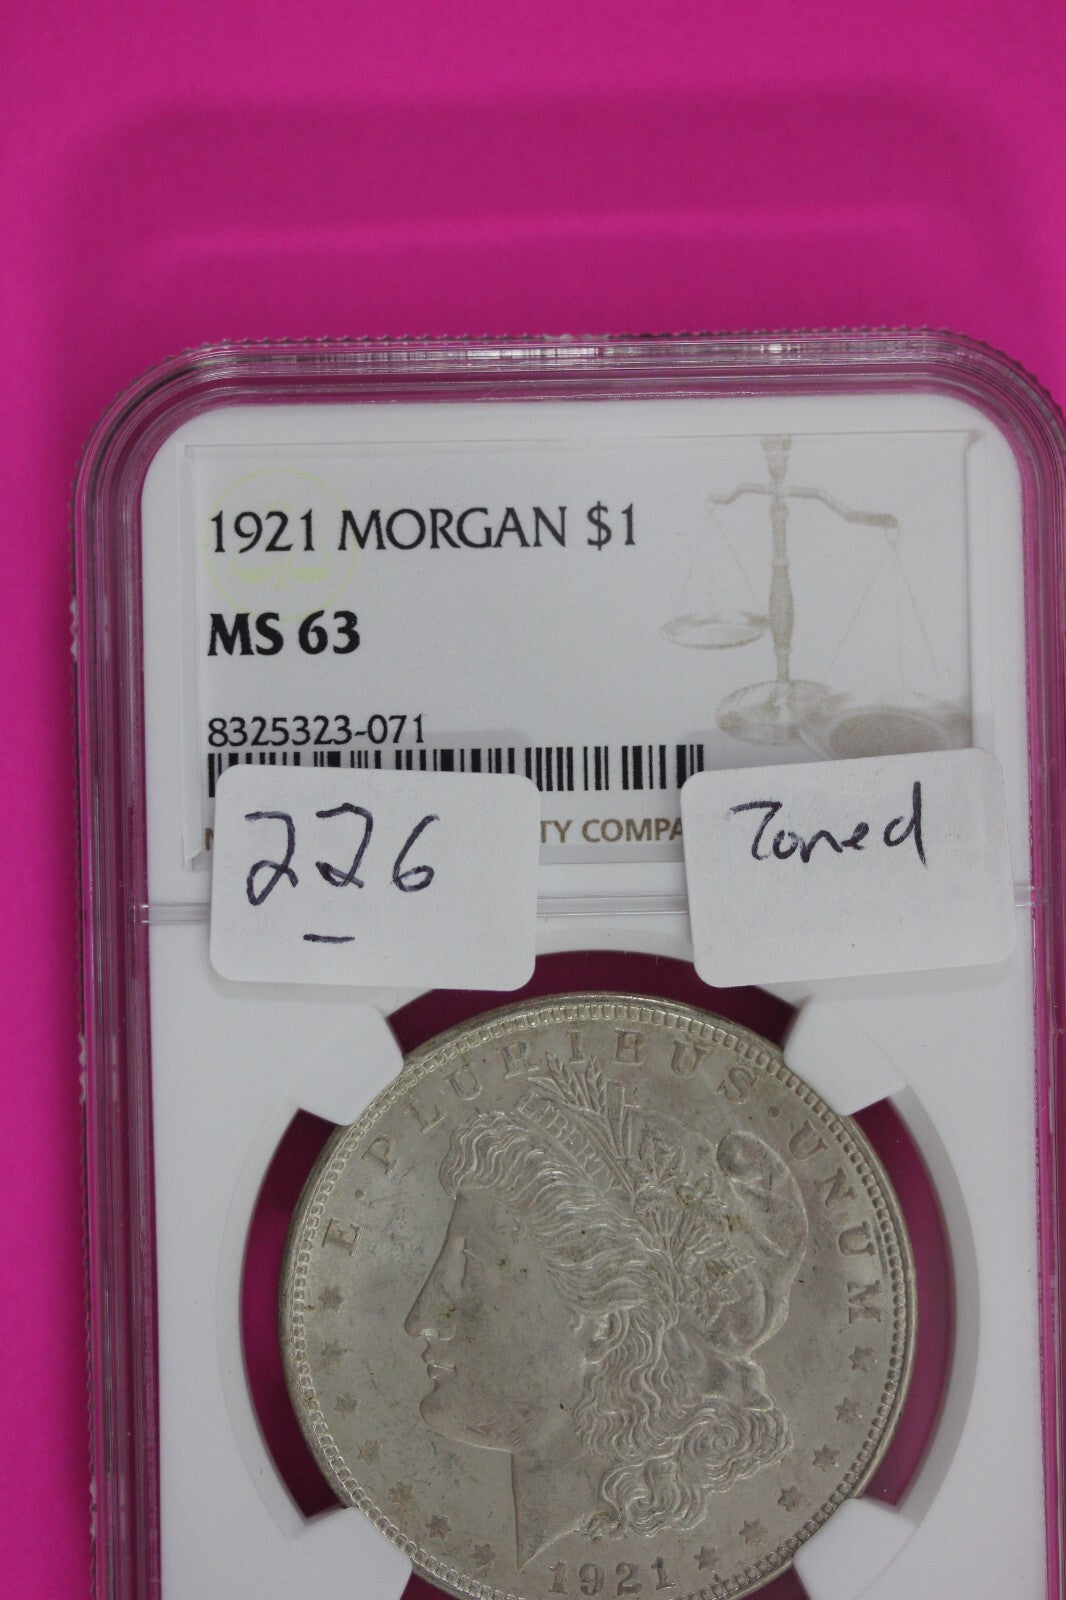 1921 MORGAN $1
MS 63
8325323-071
TY COMPA
226
Toned
E · PLURIBUS · UNUM
LIBERTY
1921